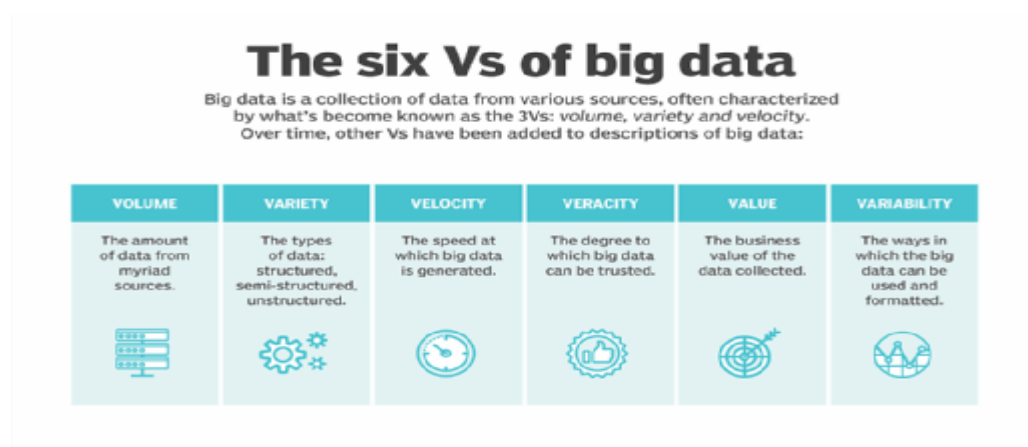 The six Vs of big data
Big data is a collection of data from various sources, often characterized
by what's become known as the 3Vs: volume, variety and velocity.
Over time, other Vs have been added to descriptions of big data:
VOLUME
The amount
of data from
myriad
sources.
VARIETY
The types
of data:
structured,
semi-structured,
unstructured.
VELOCITY
The speed at
which big data
is generated.
VERACITY
The degree to
which big data
can be trusted.
VALUE
The business
value of the
data collected.
VARIABILITY
The ways in
which the big
data can be
used and
formatted.